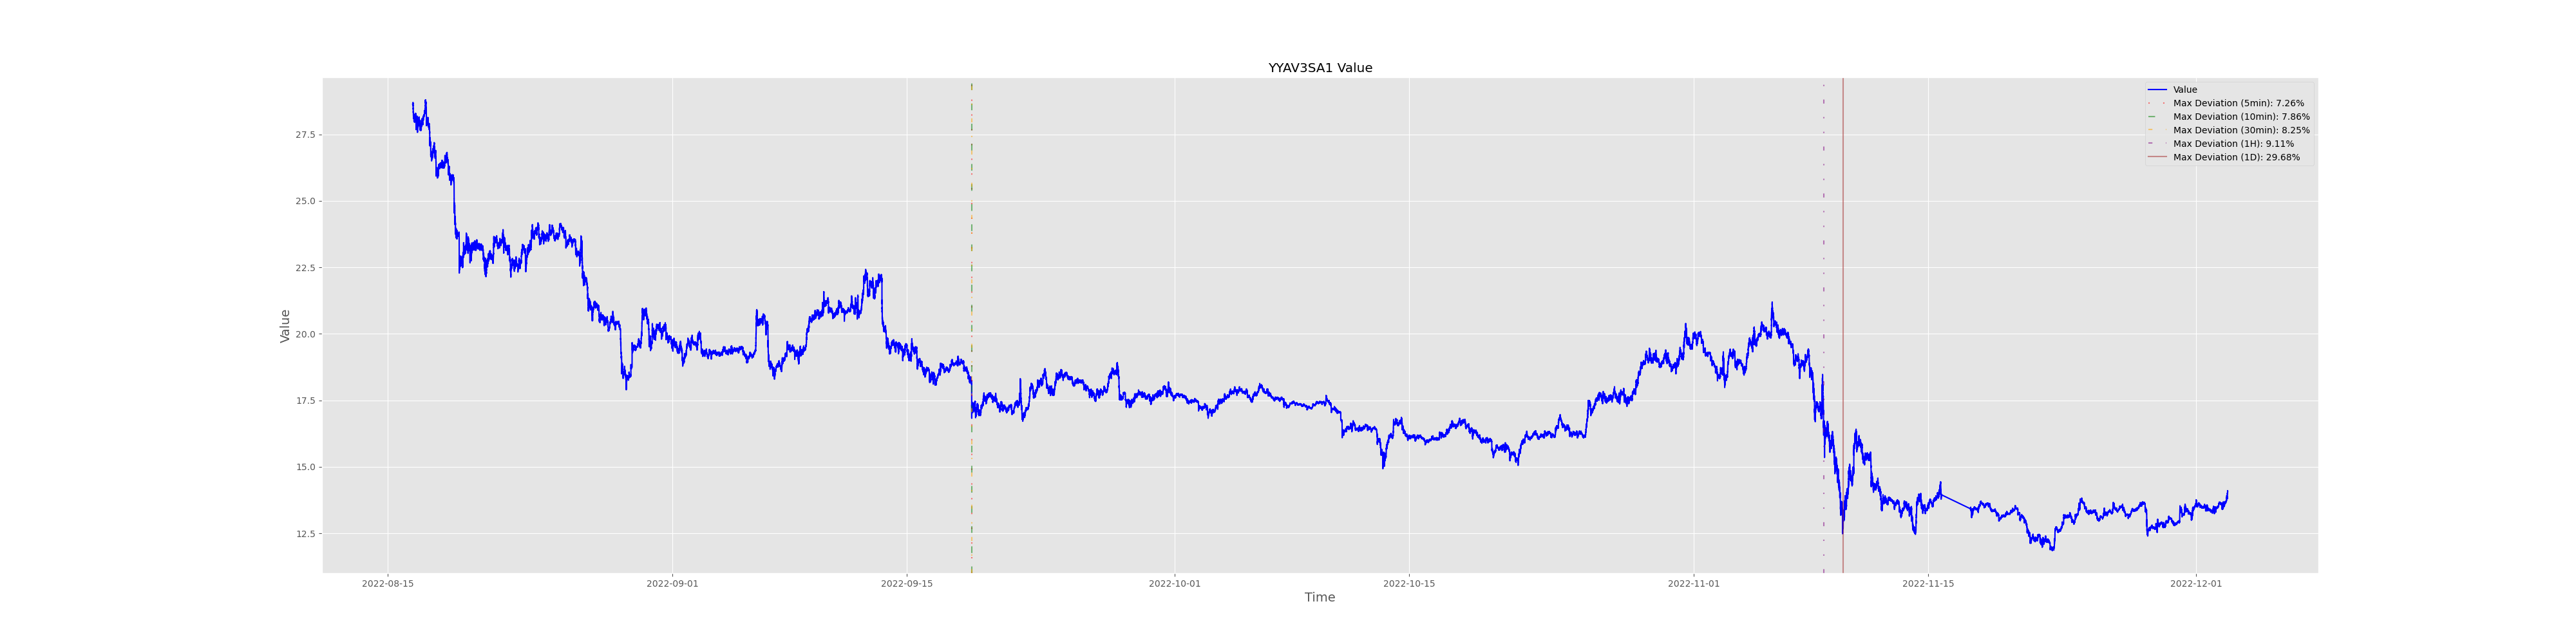 YYAV3SA1 Value
Value
Max Deviation (5min): 7.26%
Max Deviation (10min): 7.86%
Max Deviation (30min): 8.25%
Max Deviation (1H): 9.11%
Max Deviation (1D): 29.68%
27.5
25.0
22.5
20.0
17.5
15.0
12.5
Value
2022-08-15 2022-09-01 2022-09-15 2022-10-01 2022-10-15 2022-11-01 2022-11-15 2022-12-01
Time